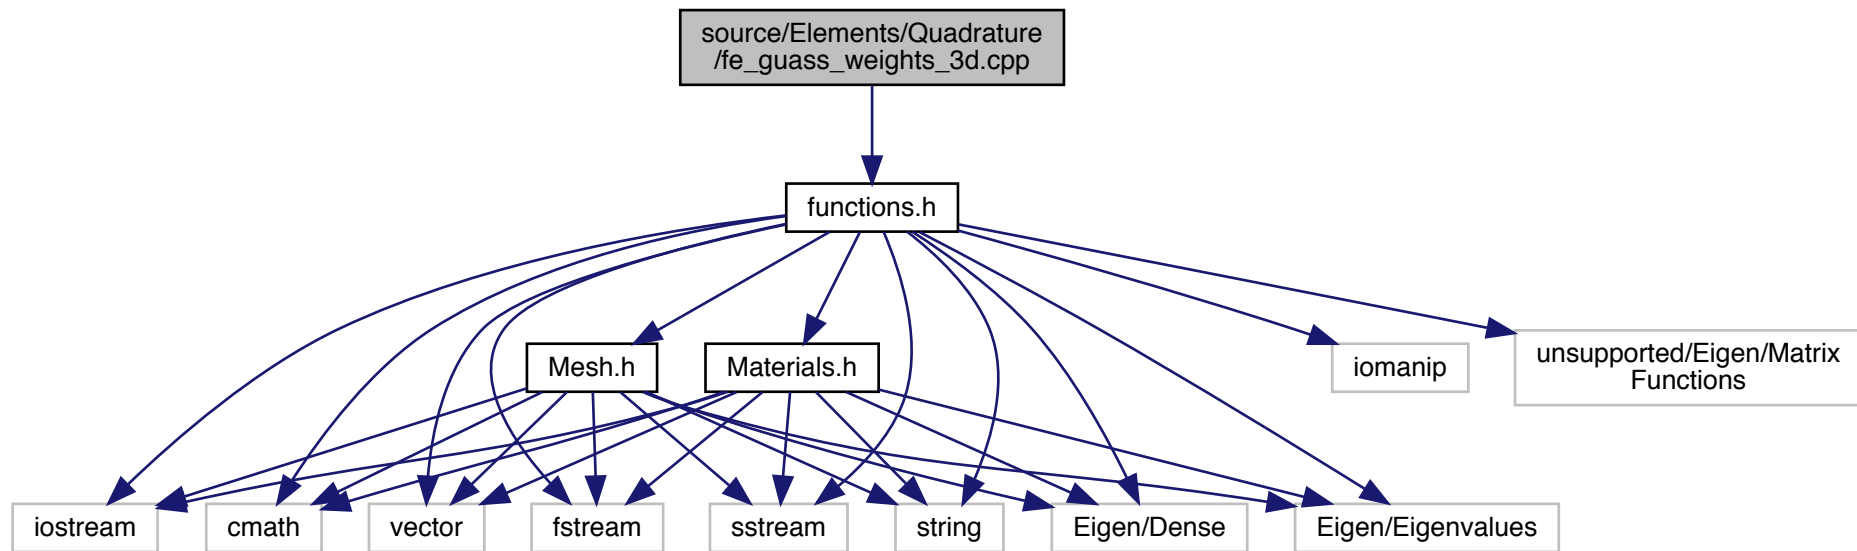 source/Elements/Quadrature
/fe_guass_weights_3d.cpp
functions.h
Mesh.h
Materials.h
iomanip
unsupported/Eigen/Matrix
Functions
iostream
cmath
vector
fstream
sstream
string
Eigen/Dense
Eigen/Eigenvalues